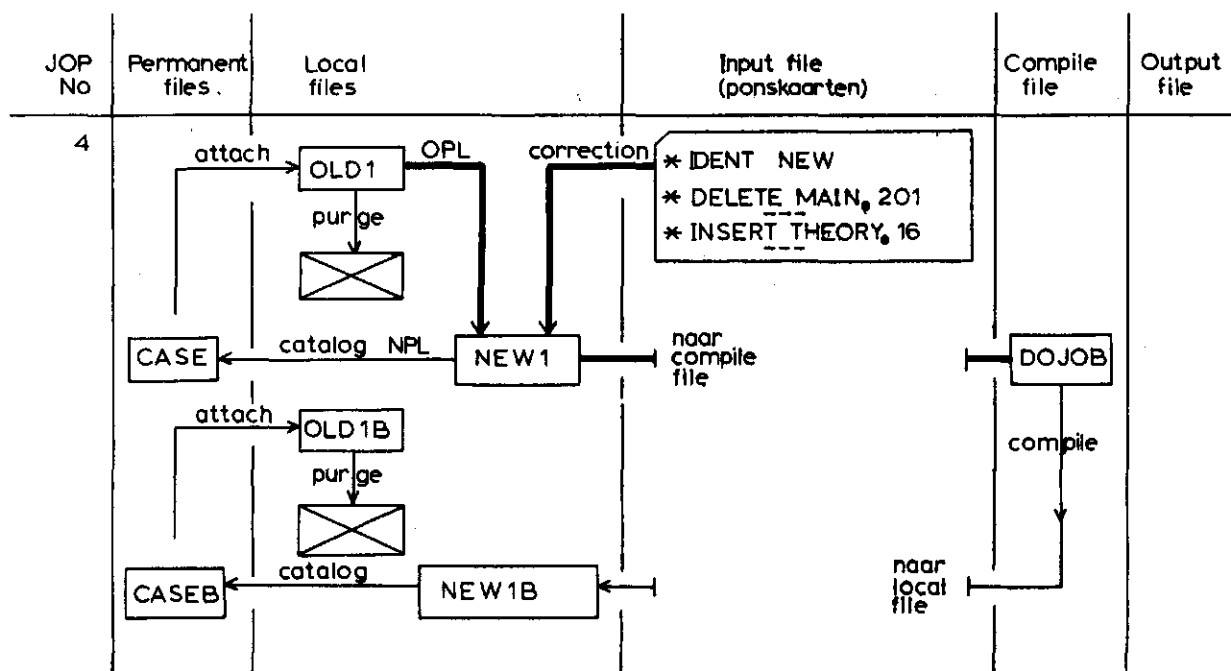 JOP No
Permanent files.
Local files
Input file (ponskaarten)
Compile file
Output file
4
attach
OLD1
OPL
correction
* IDENT NEW
* DELETE MAIN. 201
---
* INSERT THEORY. 16
---
purge
CASE
catalog NPL
NEW1
naar compile file
DOJOB
attach
OLD1B
compile
purge
CASEB
catalog
NEW1B
naar local file